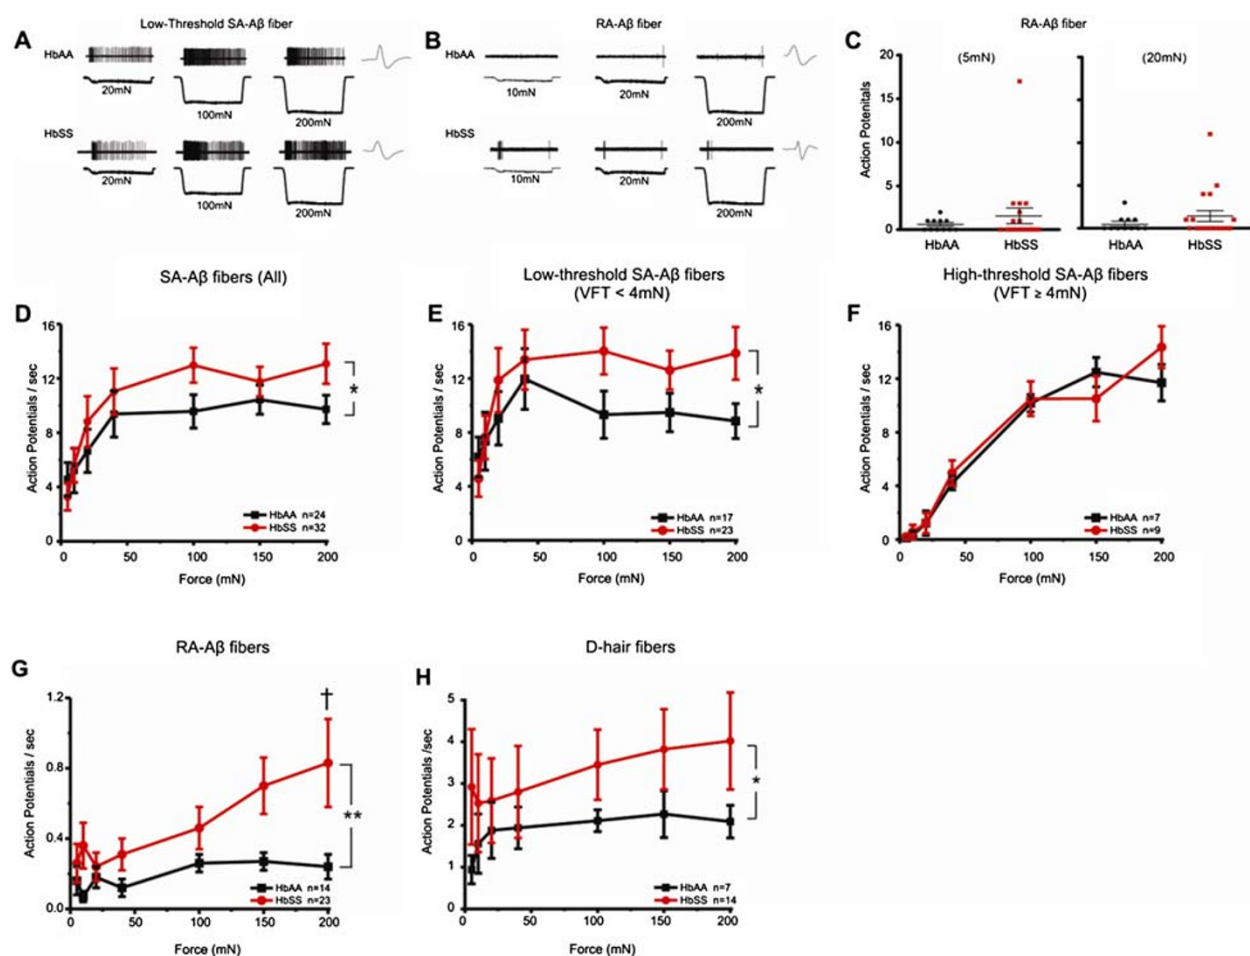 A
Low-Threshold SA-Aβ fiber
HbAA
20mN
100mN
200mN
HbSS
20mN
100mN
200mN
B
RA-Aβ fiber
HbAA
10mN
20mN
200mN
HbSS
10mN
20mN
200mN
C
RA-Aβ fiber
(5mN)
(20mN)
Action Potenitals
20
15
10
5
0
HbAA
HbSS
HbAA
HbSS
D
SA-Aβ fibers (All)
Action Potentials / sec
16
12
8
4
0
*
HbAA n=24
HbSS n=32
0 50 100 150 200
Force (mN)
E
Low-threshold SA-Aβ fibers
(VFT < 4mN)
Action Potentials / sec
16
12
8
4
0
*
HbAA n=17
HbSS n=23
0 50 100 150 200
Force (mN)
F
High-threshold SA-Aβ fibers
(VFT ≥ 4mN)
Action Potentials / sec
16
12
8
4
0
HbAA n=7
HbSS n=9
0 50 100 150 200
Force (mN)
G
RA-Aβ fibers
Action Potentials / sec
1.2
0.8
0.4
0.0
†
**
HbAA n=14
HbSS n=23
0 50 100 150 200
Force (mN)
H
D-hair fibers
Action Potentials /sec
5
4
3
2
1
0
*
HbAA n=7
HbSS n=14
0 50 100 150 200
Force (mN)